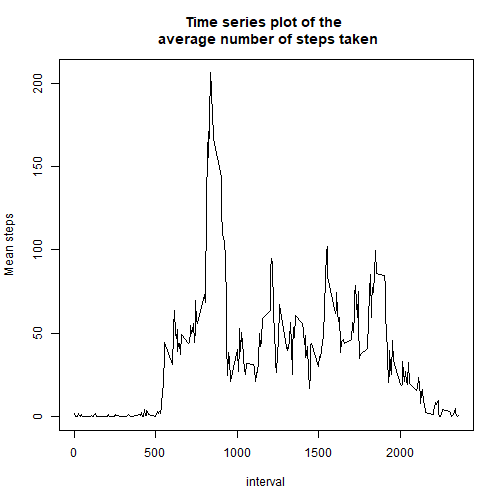 Time series plot of the
average number of steps taken
Mean steps
200
150
100
50
0
0 500 1000 1500 2000
interval